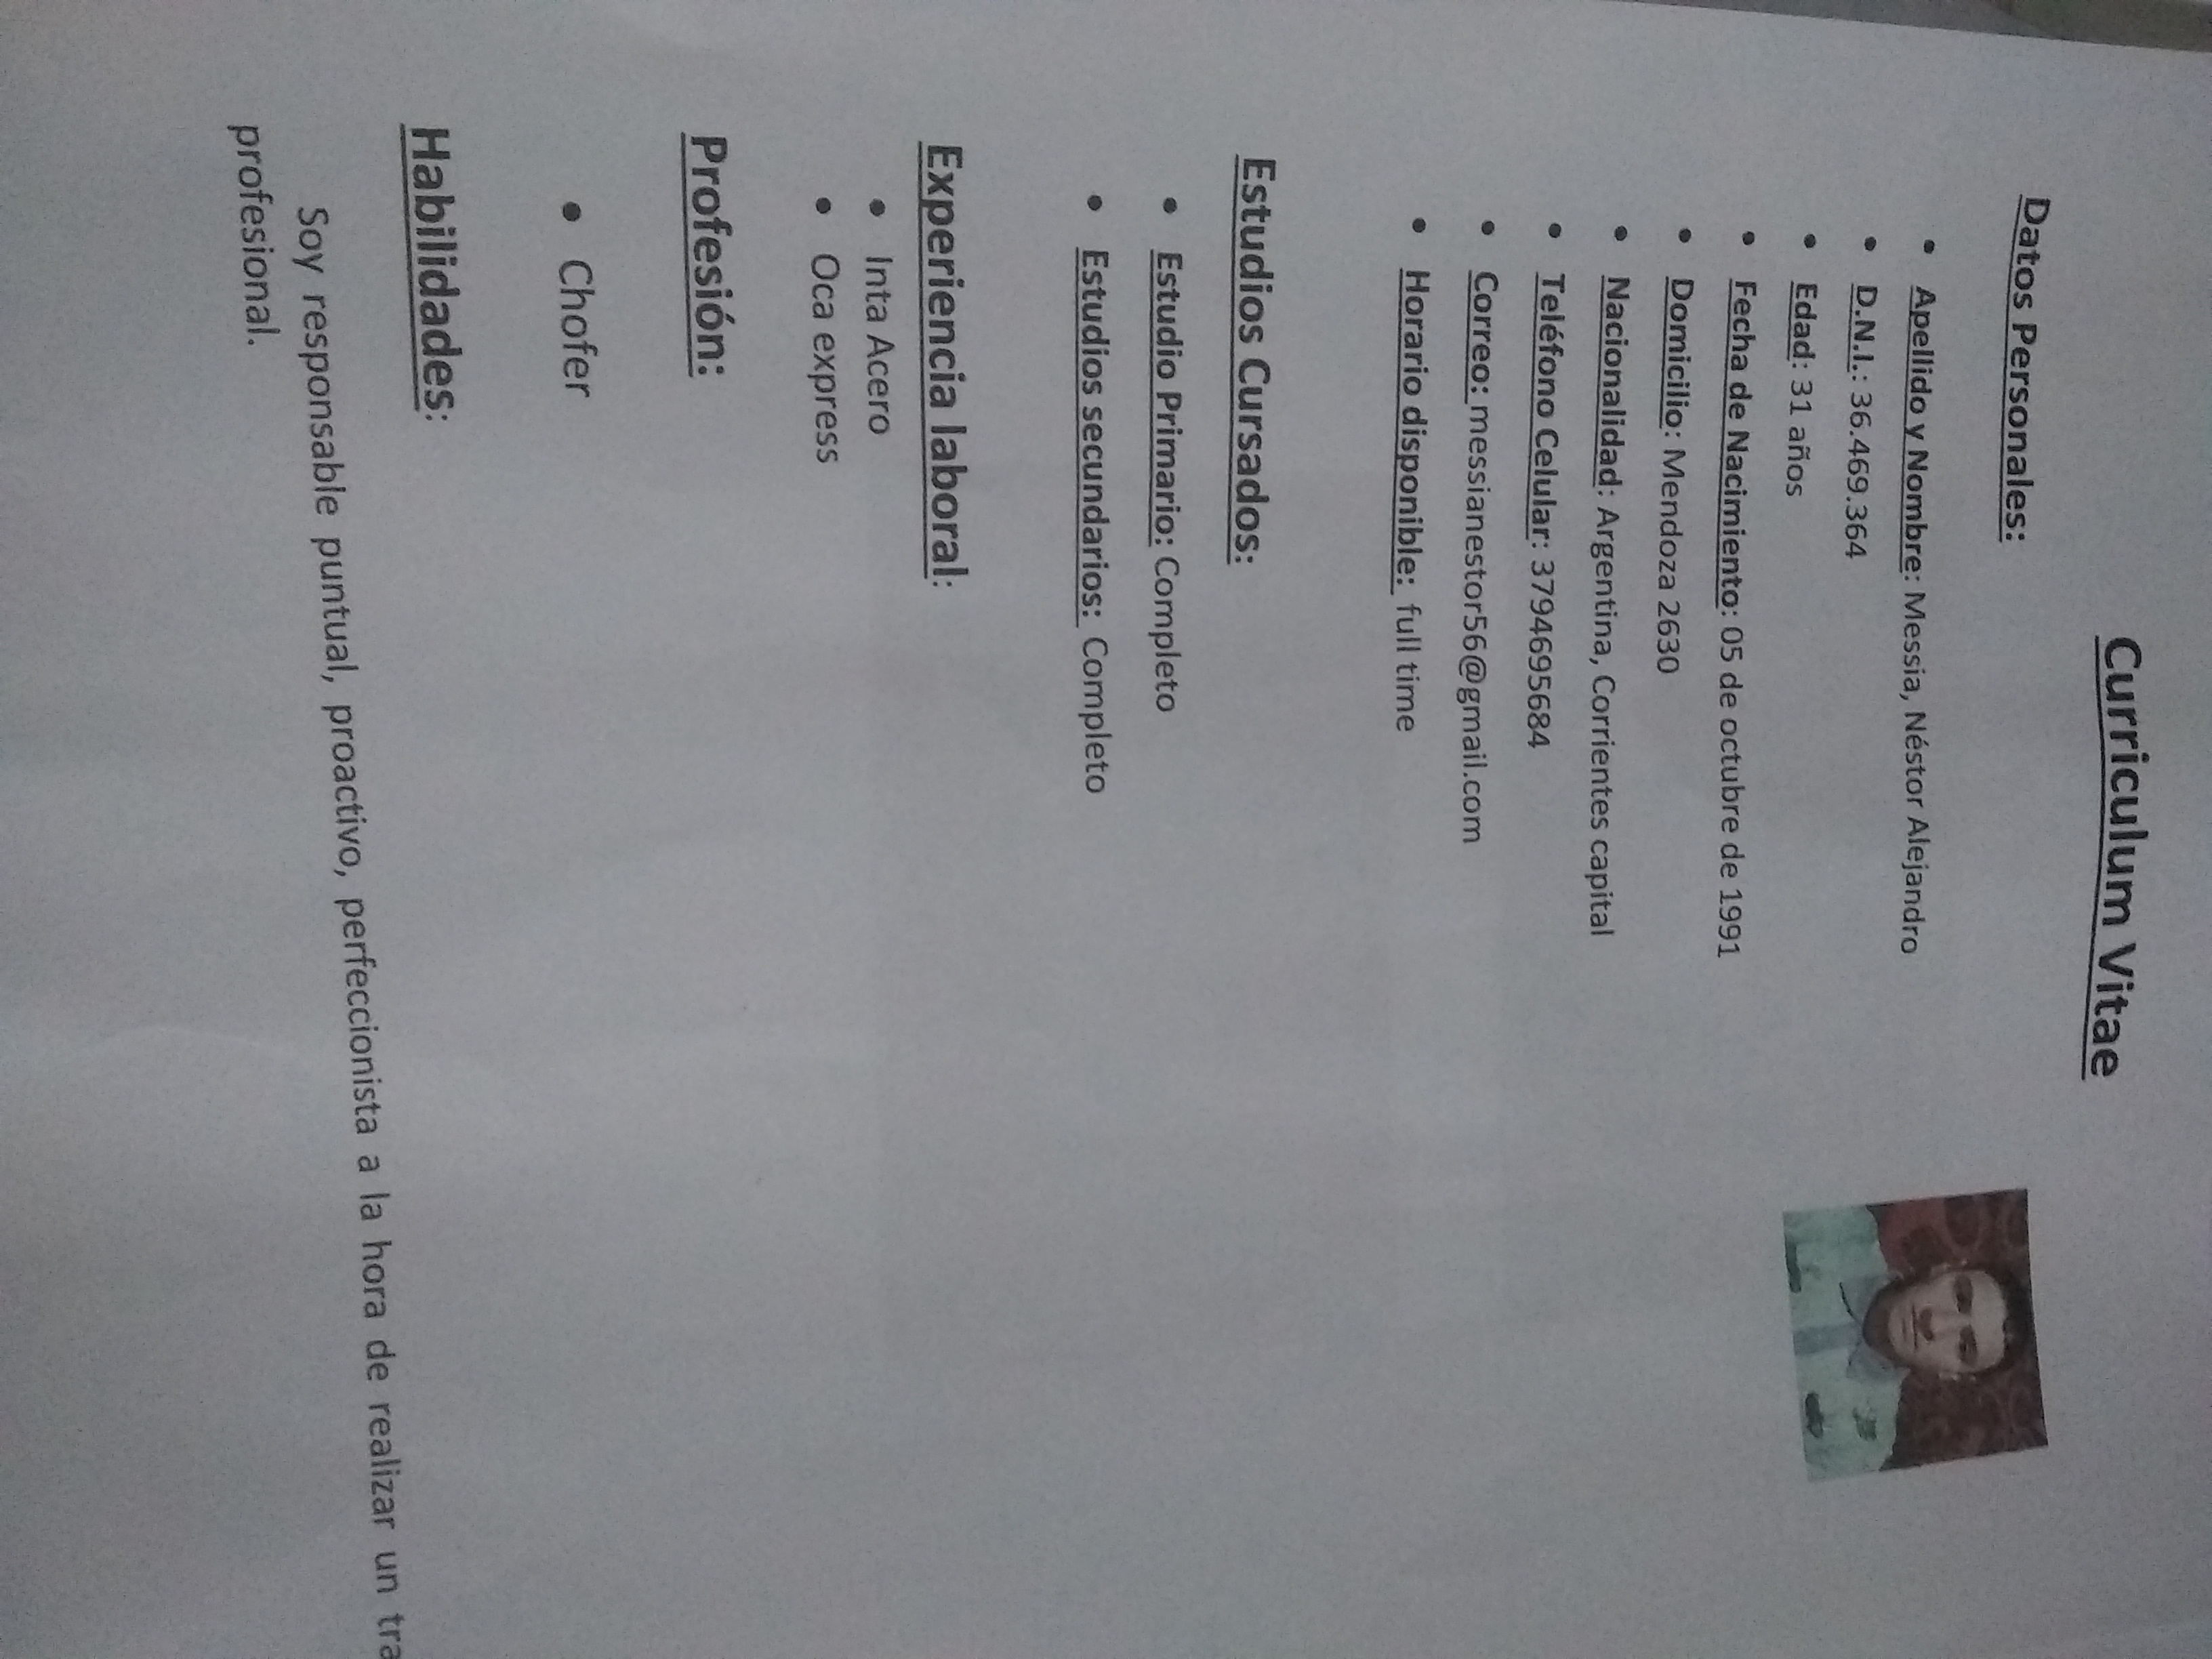 Curriculum Vitae
Datos Personales:
• Apellido y Nombre: Messia, Néstor Alejandro
• D.N.I.: 36.4669.364
• Edad: 31 años
• Fecha de Nacimiento: 05 de octubre de 1991
• Domicilio: Mendoza 2630
• Nacionalidad: Argentina, Corrientes capital
• Teléfono Celular: 3794695684
• Correo: messianestor56@gmail.com
• Horario disponible: full time
Estudios Cursados:
• Estudio Primario: Completo
• Estudios secundarios: Completo
Experiencia laboral:
• Inta Acero
• Oca express
Profesión:
• Chofer
Habilidades:
Soy responsable puntual, proactivo, perfeccionista a la hora de realizar un tra
profesional.